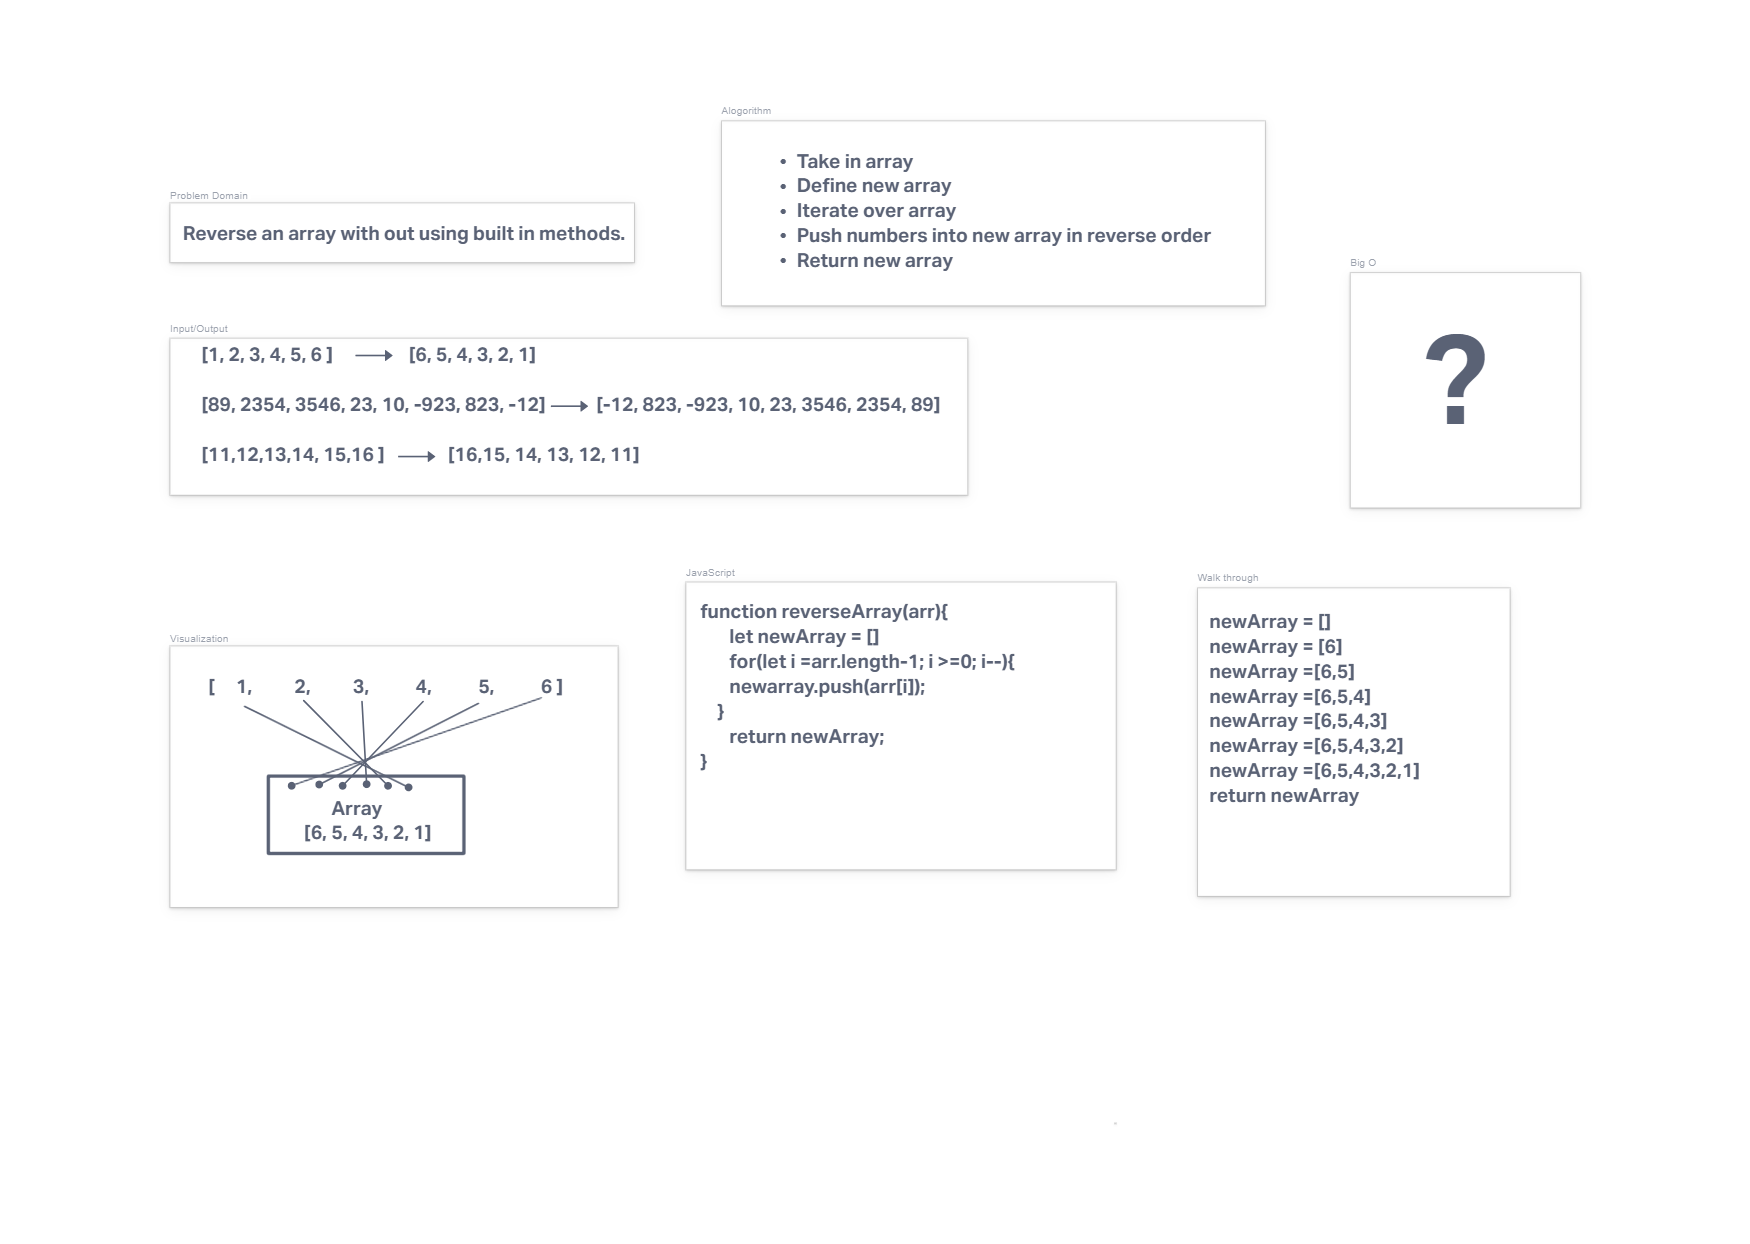 Problem Domain
Reverse an array with out using built in methods.
Alogorithm
• Take in array
• Define new array
• Iterate over array
• Push numbers into new array in reverse order
• Return new array
Big O
?
Input/Output
[1, 2, 3, 4, 5, 6 ] [6, 5, 4, 3, 2, 1]
[89, 2354, 3546, 23, 10, -923, 823, -12] [-12, 823, -923, 10, 23, 3546, 2354, 89]
[11,12,13,14, 15,16 ] [16,15, 14, 13, 12, 11]
Visualization
[ 1, 2, 3, 4, 5, 6 ]
Array
[6, 5, 4, 3, 2, 1]
JavaScript
function reverseArray(arr){
let newArray = []
for(let i =arr.length-1; i >=0; i--){
newarray.push(arr[i]);
}
return newArray;
}
Walk through
newArray = []
newArray = [6]
newArray =[6,5]
newArray =[6,5,4]
newArray =[6,5,4,3]
newArray =[6,5,4,3,2]
newArray =[6,5,4,3,2,1]
return newArray